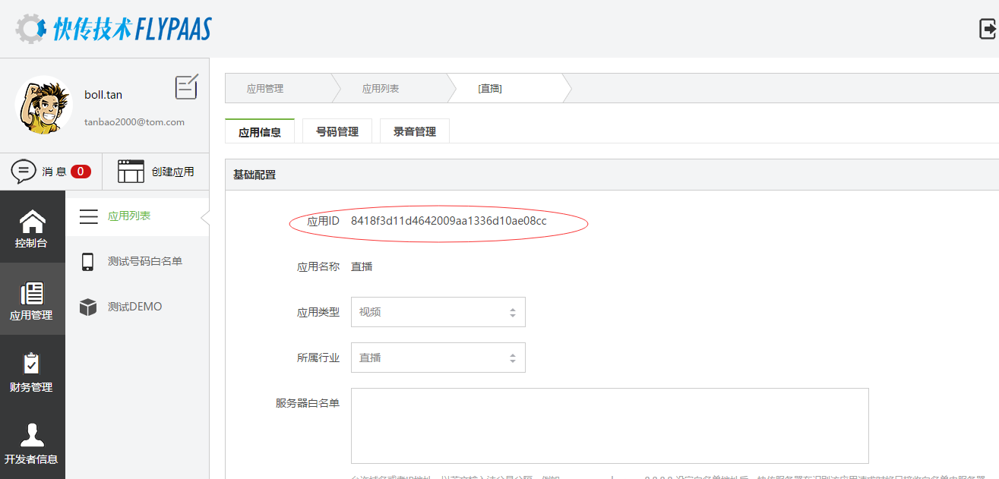 快传技术FLYPAAS
boll.tan
tanbao2000@tom.com
消 息 0
创建应用
控制台
应用管理
财务管理
开发者信息
应用列表
测试号码白名单
测试DEMO
应用管理 应用列表 [直播]
应用信息 号码管理 录音管理
基础配置
应用ID 8418f3d11d4642009aa1336d10ae08cc
应用名称 直播
应用类型 视频
所属行业 直播
服务器白名单